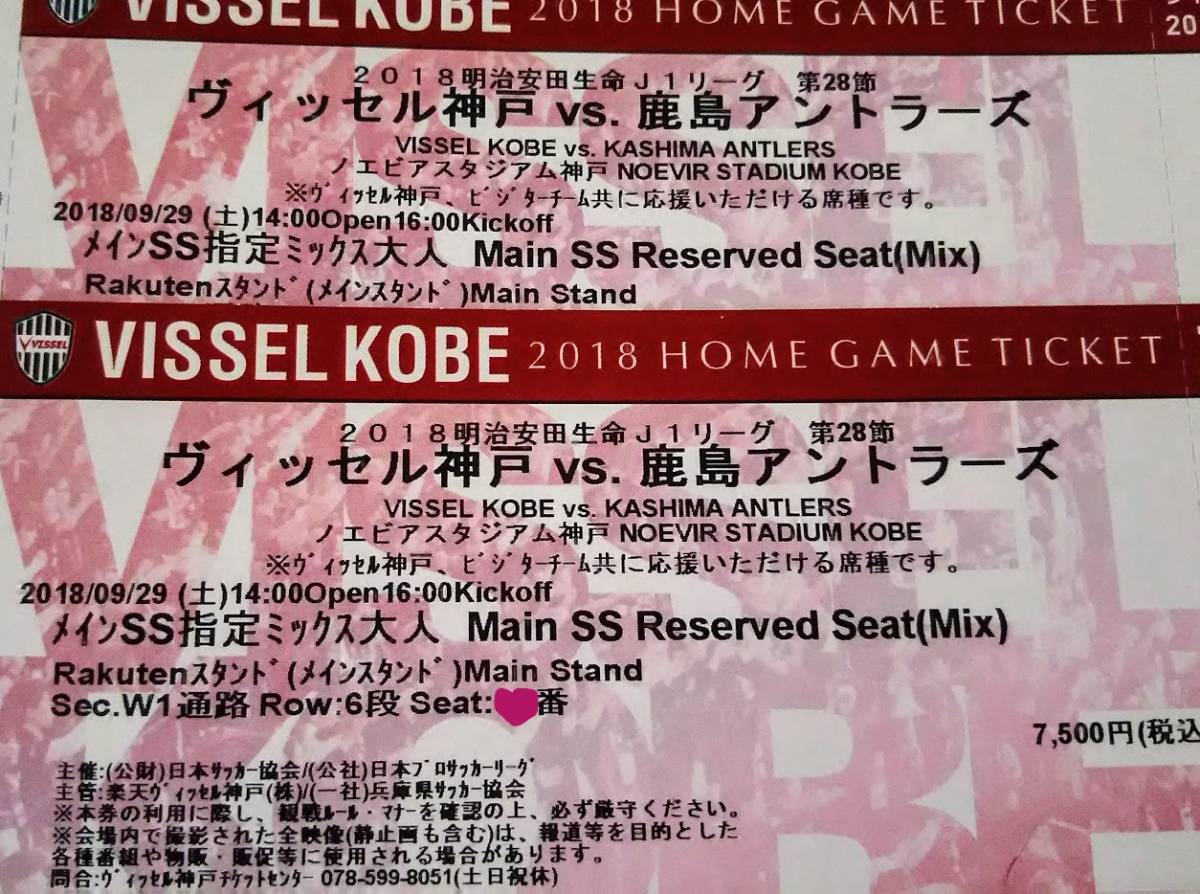 VISSEL KOBE 2018 HOME GAME TICKET
20
2018明治安田生命J1リーグ 第28節
ヴィッセル神戸 vs. 鹿島アントラーズ
VISSEL KOBE vs. KASHIMA ANTLERS
ノエビアスタジアム神戸 NOEVIR STADIUM KOBE
※ヴィッセル神戸、ビジターチーム共に応援いただける席種です。
2018/09/29 (土)14:00Open16:00Kickoff
メインSS指定ミックス大人 Main SS Reserved Seat(Mix)
Rakutenスタンド(メインスタンド)Main Stand
VISSEL
VISSEL KOBE 2018 HOME GAME TICKET
2018明治安田生命J1リーグ 第28節
ヴィッセル神戸 vs. 鹿島アントラーズ
VISSEL KOBE vs. KASHIMA ANTLERS
ノエビアスタジアム神戸 NOEVIR STADIUM KOBE
※ヴィッセル神戸、ビジターチーム共に応援いただける席種です。
2018/09/29 (土)14:00Open16:00Kickoff
メインSS指定ミックス大人 Main SS Reserved Seat(Mix)
Rakutenスタンド(メインスタンド)Main Stand
Sec.W1通路 Row:6段 Seat:番
7,500円(税込
主催:(公財)日本サッカー協会/(公社)日本プロサッカーリーグ
主管:楽天ヴィッセル神戸(株)/(一社)兵庫県サッカー協会
※本券の利用に際し、観戦ルール・マナーを確認の上、必ず厳守ください。
※会場内で撮影された全映像(静止画も含む)は、報道等を目的とした
各種番組や物販・販促等に使用される場合があります。
問合:ヴィッセル神戸チケットセンター 078-599-8051(土日祝休)